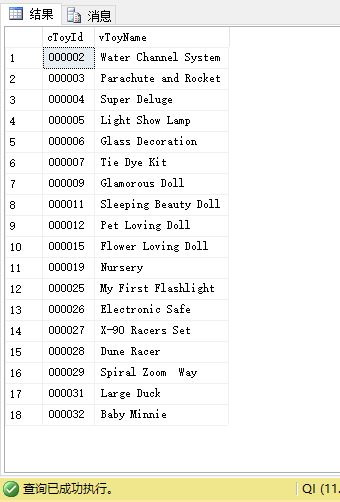 结果 消息
cToyId vToyName
1 000002 Water Channel System
2 000003 Parachute and Rocket
3 000004 Super Deluge
4 000005 Light Show Lamp
5 000006 Glass Decoration
6 000007 Tie Dye Kit
7 000009 Glamorous Doll
8 000011 Sleeping Beauty Doll
9 000012 Pet Loving Doll
10 000015 Flower Loving Doll
11 000019 Nursery
12 000025 My First Flashlight
13 000026 Electronic Safe
14 000027 X-90 Racers Set
15 000028 Dune Racer
16 000029 Spiral Zoom  Way
17 000031 Large Duck
18 000032 Baby Minnie
查询已成功执行。 QI (11.